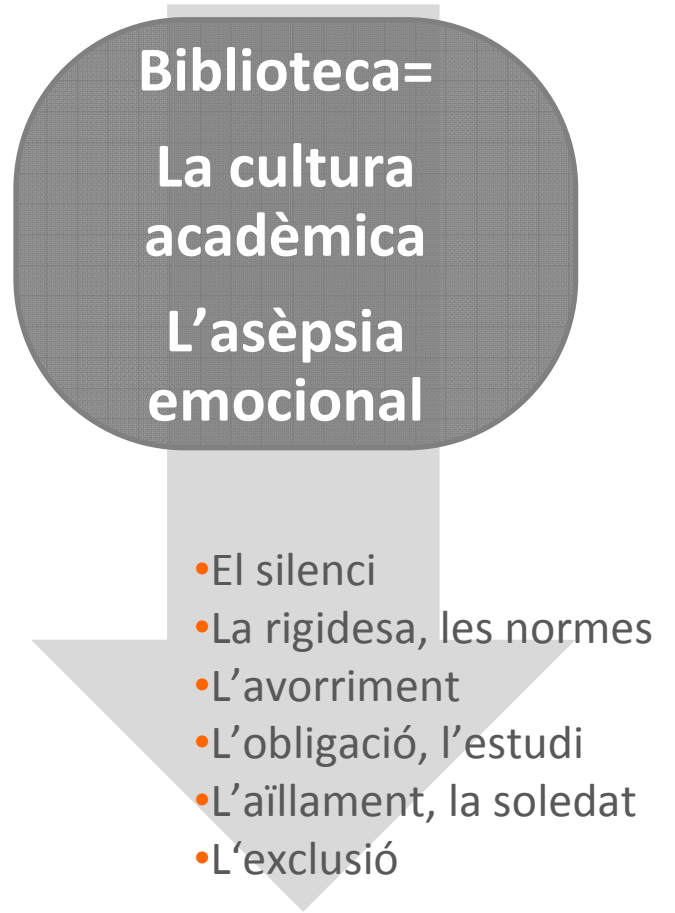 Biblioteca=
La cultura
acadèmica
L’asèpsia
emocional
•El silenci
•La rigidesa, les normes
•L’avorriment
•L’obligació, l’estudi
•L’aïllament, la soledat
•L‘exclusió